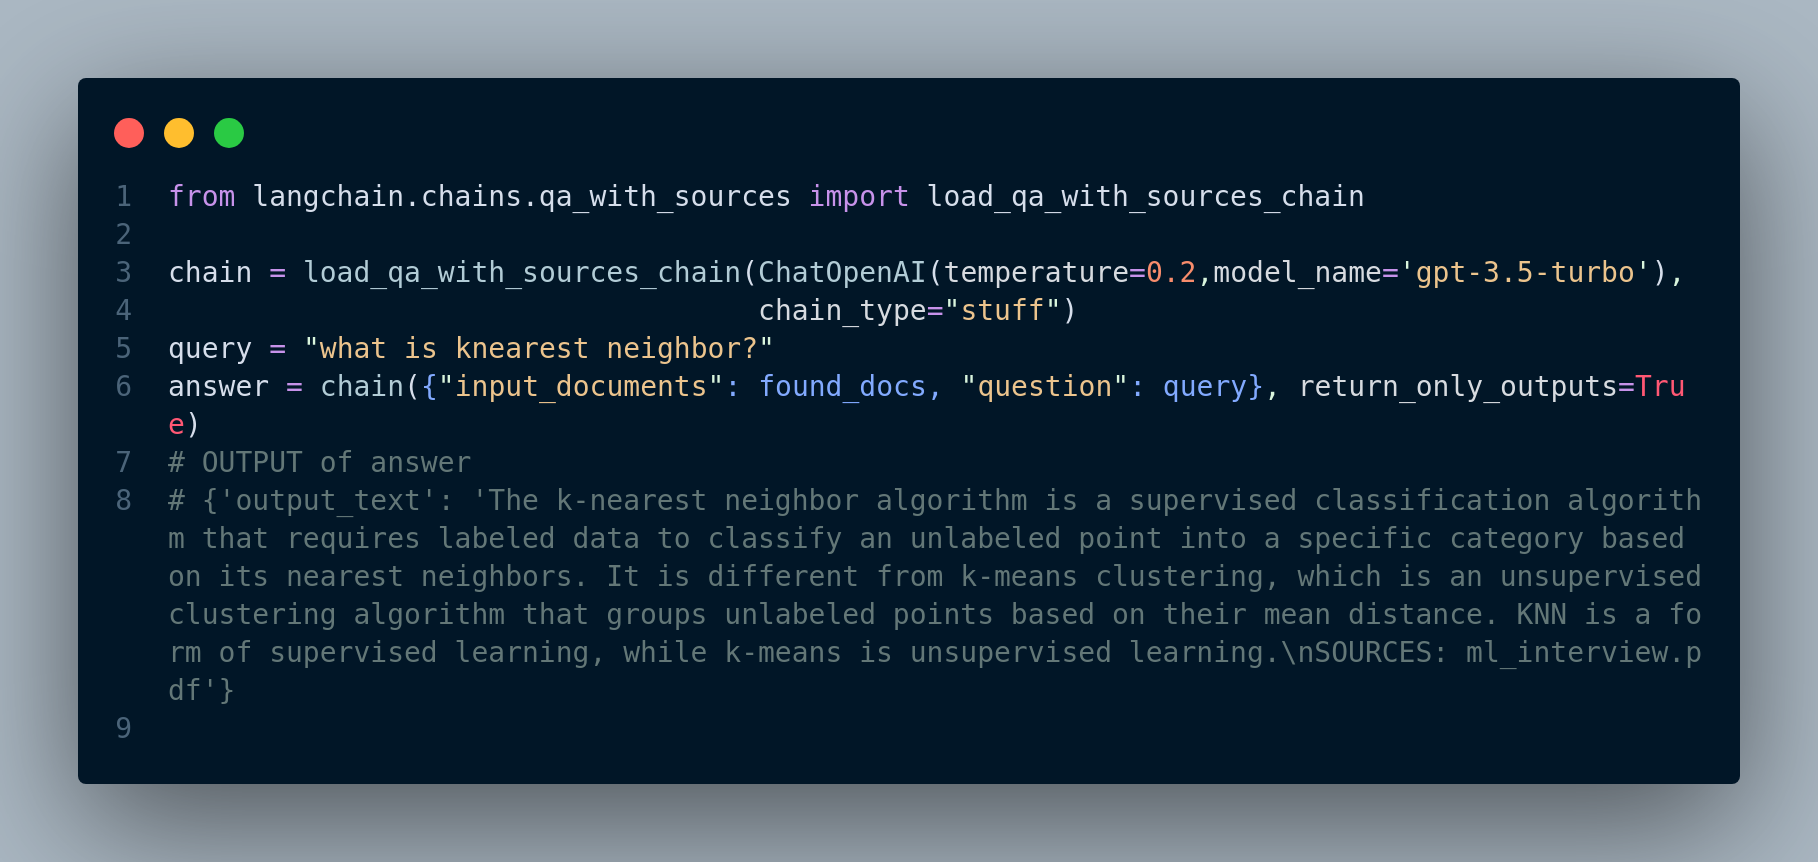 1 from langchain.chains.qa_with_sources import load_qa_with_sources_chain
2
3 chain = load_qa_with_sources_chain(ChatOpenAI(temperature=0.2,model_name='gpt-3.5-turbo'),
4                                    chain_type="stuff")
5 query = "what is knearest neighbor?"
6 answer = chain({"input_documents": found_docs, "question": query}, return_only_outputs=Tru
e)
7 # OUTPUT of answer
8 # {'output_text': 'The k-nearest neighbor algorithm is a supervised classification algorith
m that requires labeled data to classify an unlabeled point into a specific category based
on its nearest neighbors. It is different from k-means clustering, which is an unsupervised
clustering algorithm that groups unlabeled points based on their mean distance. KNN is a fo
rm of supervised learning, while k-means is unsupervised learning.\nSOURCES: ml_interview.p
df'}
9